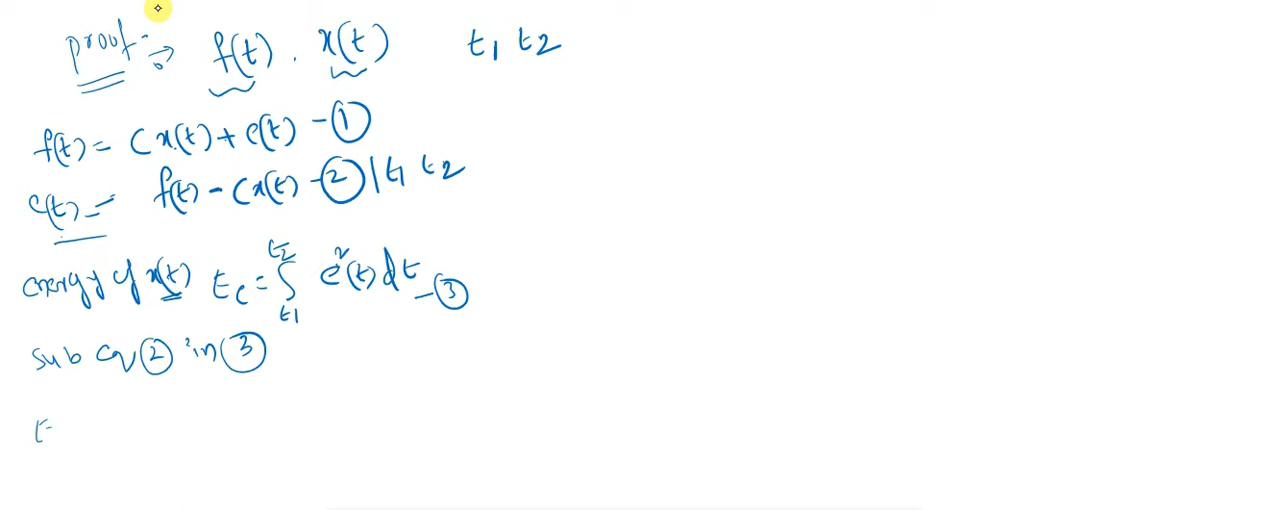 proof :⇒ f(t) . x(t) t1 t2
f(t) = C x(t) + e(t) - ①
e(t) = f(t) - C x(t) - ② | t1 t2
energy of x(t) Ee = ∫_{t1}^{t2} e²(t) dt - ③
sub eq ② in ③
E